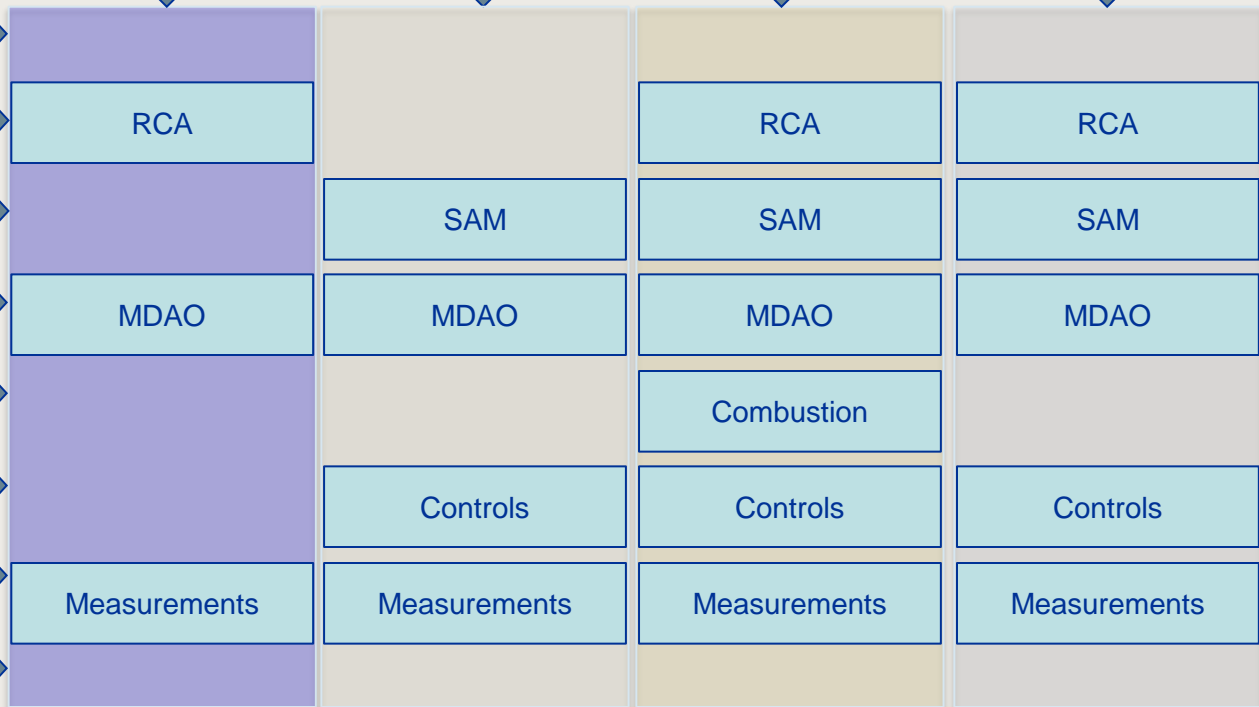 RCA RCA RCA
SAM SAM SAM
MDAO MDAO MDAO MDAO
Combustion
Controls Controls Controls
Measurements Measurements Measurements Measurements